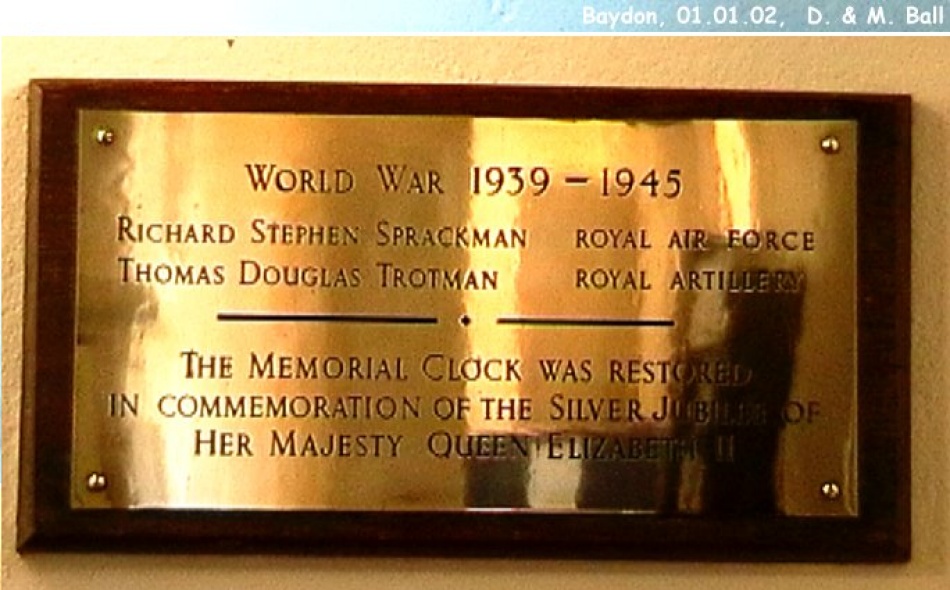 Baydon, 01.01.02, D. & M. Ball
WORLD WAR 1939 – 1945
RICHARD STEPHEN SPRACKMAN ROYAL AIR FORCE
THOMAS DOUGLAS TROTMAN ROYAL ARTILLERY
THE MEMORIAL CLOCK WAS RESTORED
IN COMMEMORATION OF THE SILVER JUBILEE OF
HER MAJESTY QUEEN ELIZABETH II